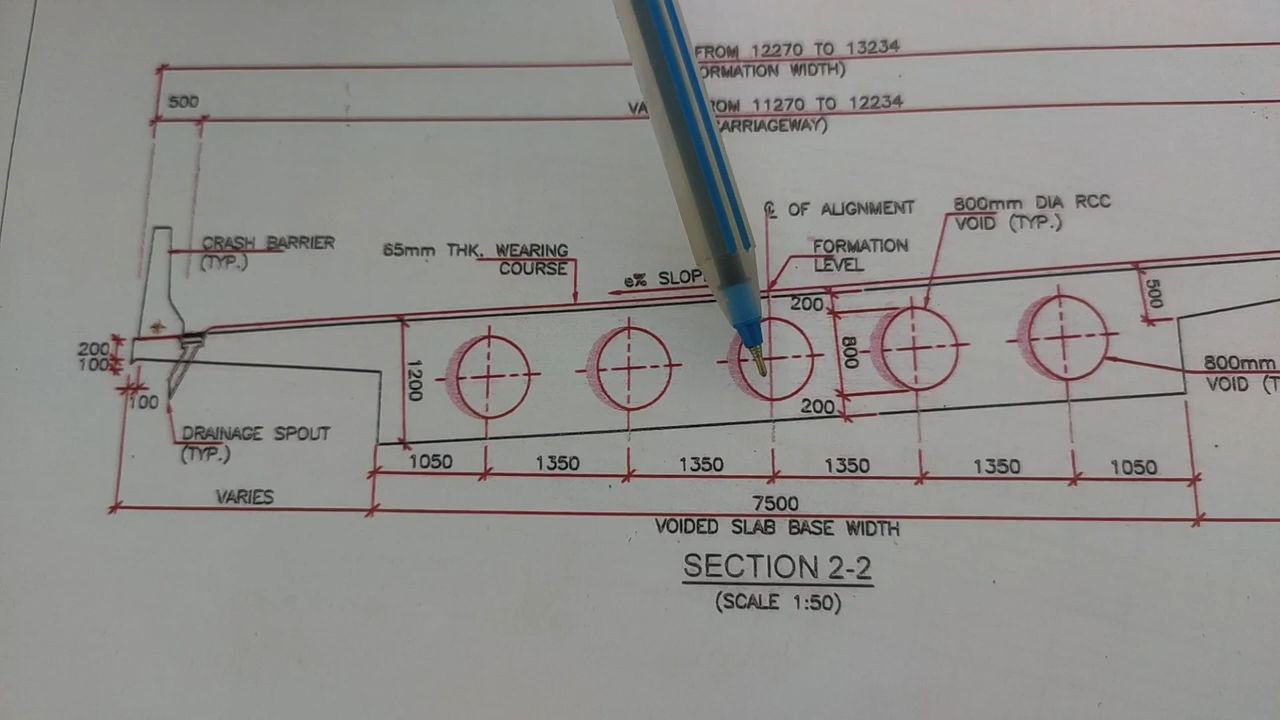 FROM 12270 TO 13234
ORMATION WIDTH)
500
VA OM 11270 TO 12234
ARRIAGEWAY)
℄ OF ALIGNMENT
800mm DIA RCC
VOID (TYP.)
CRASH BARRIER
(TYP.)
65mm THK. WEARING
COURSE
FORMATION
LEVEL
e% SLOP
200
500
200
100
1200
800
800mm
VOID (T
100
200
DRAINAGE SPOUT
(TYP.)
1050
1350
1350
1350
1350
1050
VARIES
7500
VOIDED SLAB BASE WIDTH
SECTION 2-2
(SCALE 1:50)